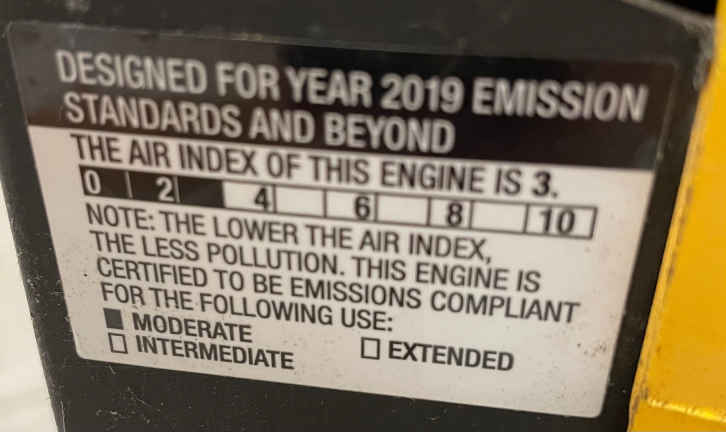 DESIGNED FOR YEAR 2019 EMISSION
STANDARDS AND BEYOND
THE AIR INDEX OF THIS ENGINE IS 3.
0 2 4 6 8 10
NOTE: THE LOWER THE AIR INDEX,
THE LESS POLLUTION. THIS ENGINE IS
CERTIFIED TO BE EMISSIONS COMPLIANT
FOR THE FOLLOWING USE:
MODERATE
INTERMEDIATE EXTENDED